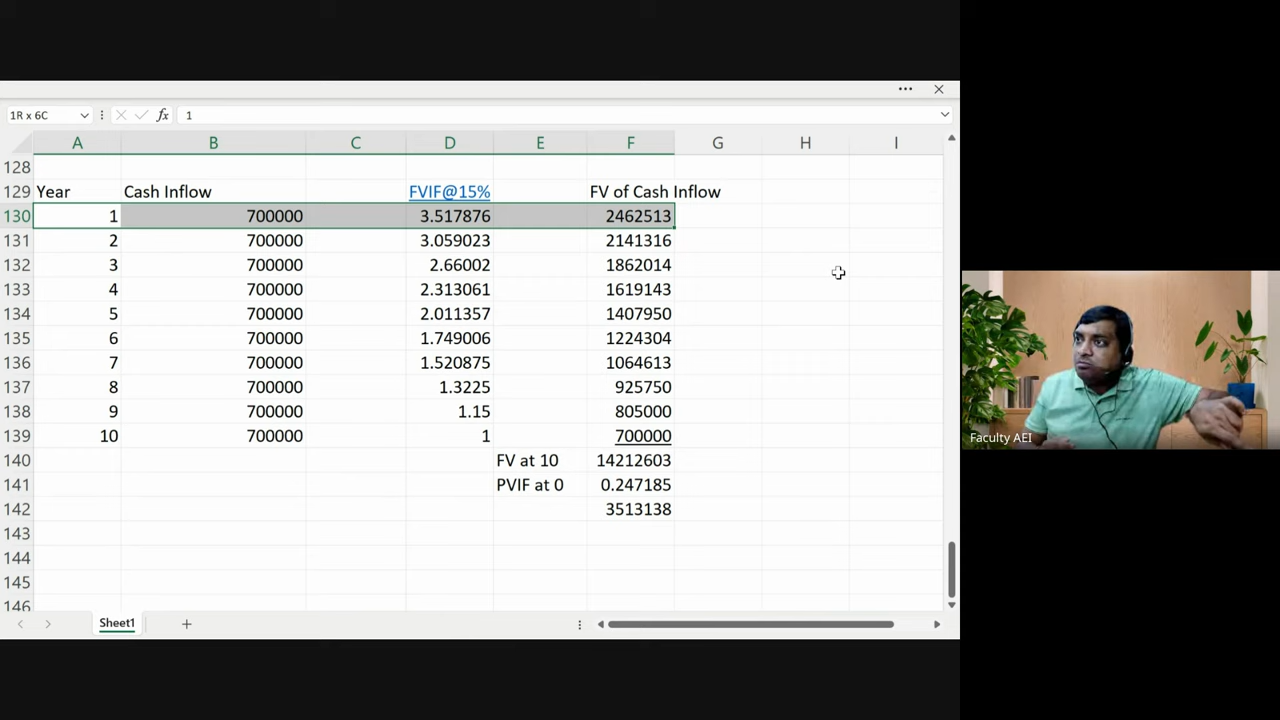 1R x 6C fx 1
A B C D E F G H I
128
129 Year Cash Inflow FVIF@15% FV of Cash Inflow
130 1 700000 3.517876 2462513
131 2 700000 3.059023 2141316
132 3 700000 2.66002 1862014
133 4 700000 2.313061 1619143
134 5 700000 2.011357 1407950
135 6 700000 1.749006 1224304
136 7 700000 1.520875 1064613
137 8 700000 1.3225 925750
138 9 700000 1.15 805000
139 10 700000 1 700000
140 FV at 10 14212603
141 PVIF at 0 0.247185
142 3513138
143
144
145
146
Sheet1
Faculty AEI